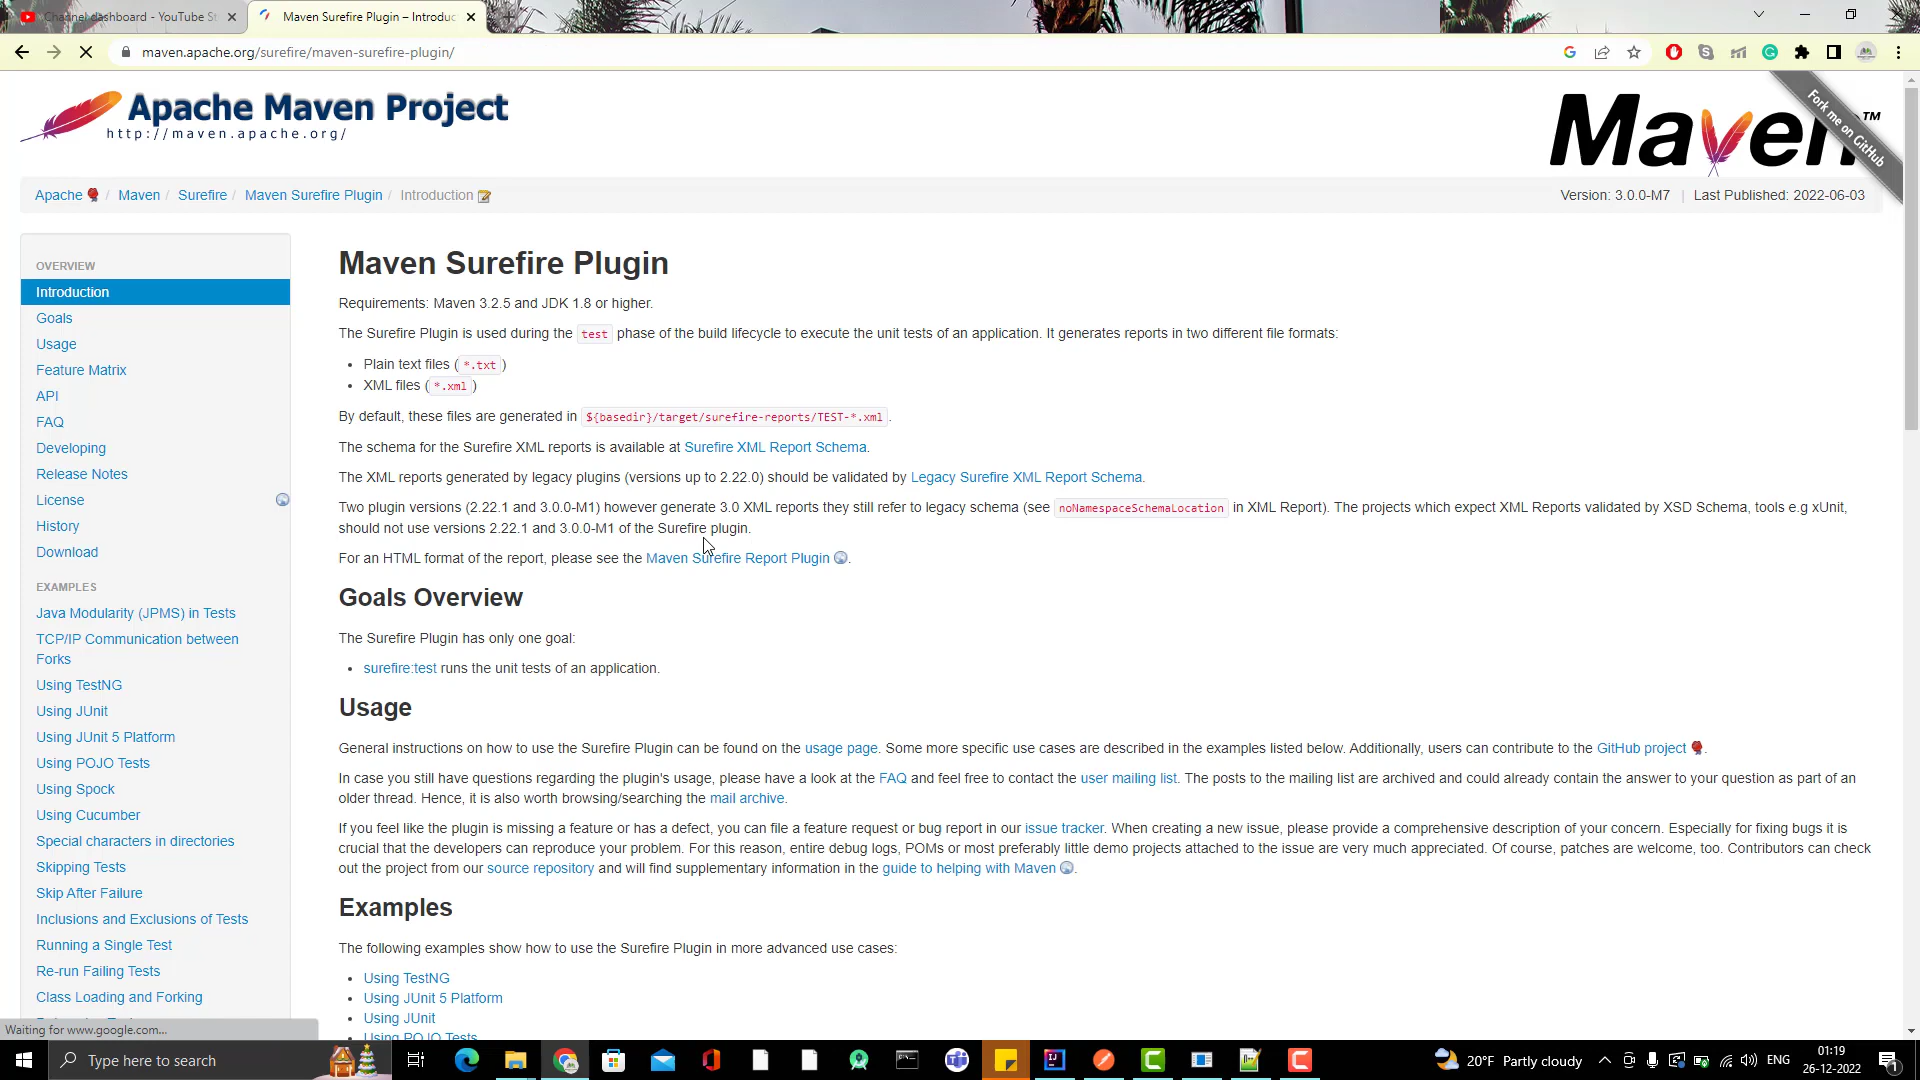 Channel dashboard - YouTube St
Maven Surefire Plugin – Introduc
maven.apache.org/surefire/maven-surefire-plugin/
Apache Maven Project
http://maven.apache.org/
Maven™
Fork me on GitHub
Apache / Maven / Surefire / Maven Surefire Plugin / Introduction
Version: 3.0.0-M7 | Last Published: 2022-06-03
OVERVIEW
Introduction
Goals
Usage
Feature Matrix
API
FAQ
Developing
Release Notes
License
History
Download
EXAMPLES
Java Modularity (JPMS) in Tests
TCP/IP Communication between
Forks
Using TestNG
Using JUnit
Using JUnit 5 Platform
Using POJO Tests
Using Spock
Using Cucumber
Special characters in directories
Skipping Tests
Skip After Failure
Inclusions and Exclusions of Tests
Running a Single Test
Re-run Failing Tests
Class Loading and Forking
Maven Surefire Plugin
Requirements: Maven 3.2.5 and JDK 1.8 or higher.
The Surefire Plugin is used during the test phase of the build lifecycle to execute the unit tests of an application. It generates reports in two different file formats:
• Plain text files (*.txt)
• XML files (*.xml)
By default, these files are generated in ${basedir}/target/surefire-reports/TEST-*.xml.
The schema for the Surefire XML reports is available at Surefire XML Report Schema.
The XML reports generated by legacy plugins (versions up to 2.22.0) should be validated by Legacy Surefire XML Report Schema.
Two plugin versions (2.22.1 and 3.0.0-M1) however generate 3.0 XML reports they still refer to legacy schema (see noNamespaceSchemaLocation in XML Report). The projects which expect XML Reports validated by XSD Schema, tools e.g xUnit,
should not use versions 2.22.1 and 3.0.0-M1 of the Surefire plugin.
For an HTML format of the report, please see the Maven Surefire Report Plugin.
Goals Overview
The Surefire Plugin has only one goal:
• surefire:test runs the unit tests of an application.
Usage
General instructions on how to use the Surefire Plugin can be found on the usage page. Some more specific use cases are described in the examples listed below. Additionally, users can contribute to the GitHub project.
In case you still have questions regarding the plugin's usage, please have a look at the FAQ and feel free to contact the user mailing list. The posts to the mailing list are archived and could already contain the answer to your question as part of an
older thread. Hence, it is also worth browsing/searching the mail archive.
If you feel like the plugin is missing a feature or has a defect, you can file a feature request or bug report in our issue tracker. When creating a new issue, please provide a comprehensive description of your concern. Especially for fixing bugs it is
crucial that the developers can reproduce your problem. For this reason, entire debug logs, POMs or most preferably little demo projects attached to the issue are very much appreciated. Of course, patches are welcome, too. Contributors can check
out the project from our source repository and will find supplementary information in the guide to helping with Maven.
Examples
The following examples show how to use the Surefire Plugin in more advanced use cases:
• Using TestNG
• Using JUnit 5 Platform
• Using JUnit
• Using POJO Tests
Waiting for www.google.com...
Type here to search
20°F Partly cloudy
ENG
01:19
26-12-2022
1